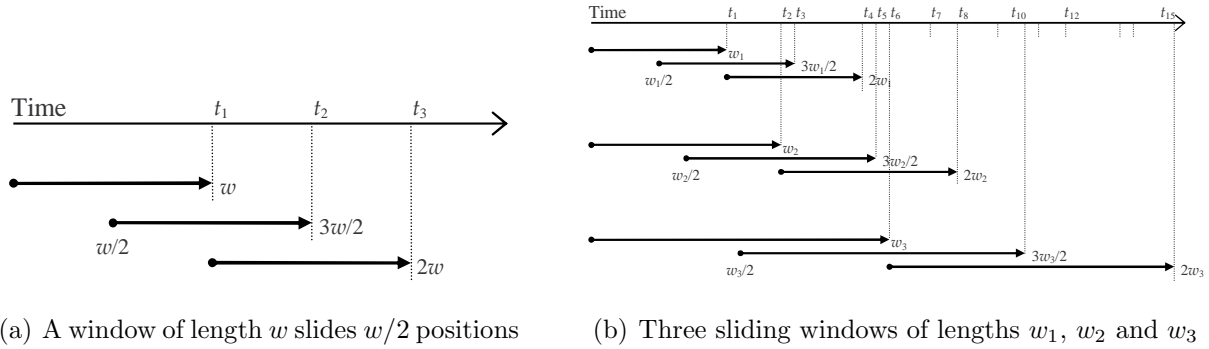 Time t1 t2 t3
w
w/2 3w/2
2w
(a) A window of length w slides w/2 positions
Time t1 t2 t3 t4 t5 t6 t7 t8 t10 t12 t15
w1
w1/2 3w1/2
2w1
w2
w2/2 3w2/2
2w2
w3
w3/2 3w3/2
2w3
(b) Three sliding windows of lengths w1, w2 and w3